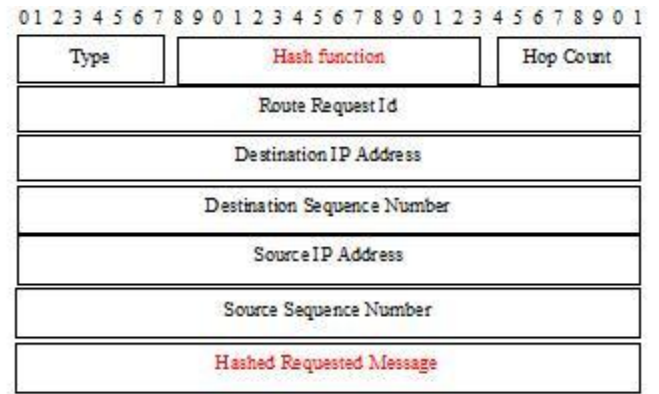 0 1 2 3 4 5 6 7 8 9 0 1 2 3 4 5 6 7 8 9 0 1 2 3 4 5 6 7 8 9 0 1
Type Hash function Hop Count
Route Request Id
Destination IP Address
Destination Sequence Number
Source IP Address
Source Sequence Number
Hashed Requested Message